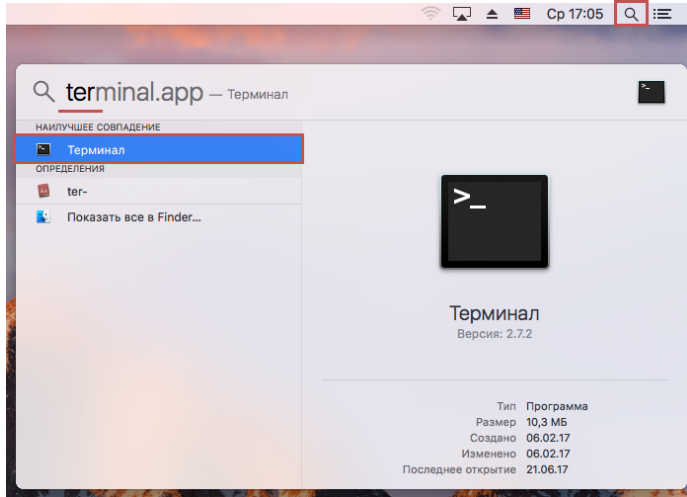 Ср 17:05
terminal.app — Терминал
НАИЛУЧШЕЕ СОВПАДЕНИЕ
Терминал
ОПРЕДЕЛЕНИЯ
ter-
Показать все в Finder...
>_
Терминал
Версия: 2.7.2
Тип Программа
Размер 10,3 МБ
Создано 06.02.17
Изменено 06.02.17
Последнее открытие 21.06.17